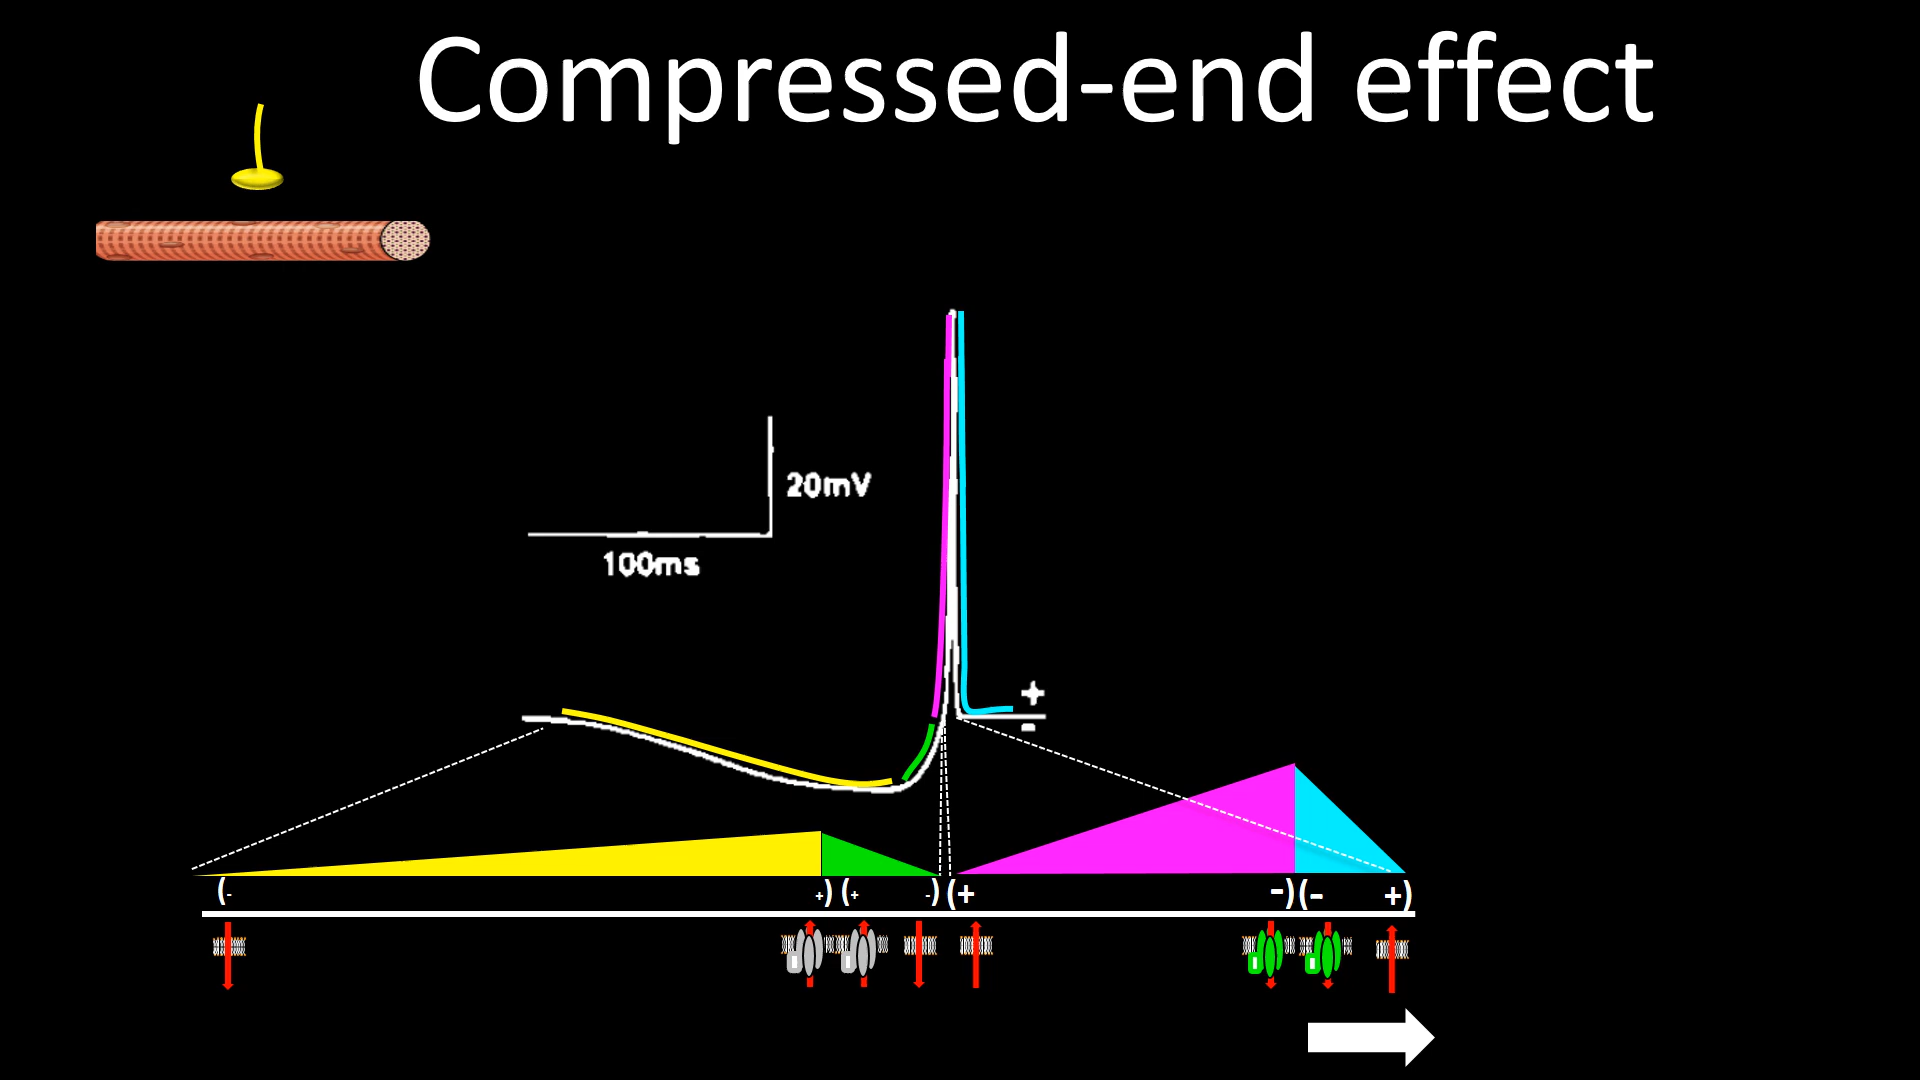 Compressed-end effect
20mV
100ms
+
-
(- +) (+ -) (+ -) (- +)